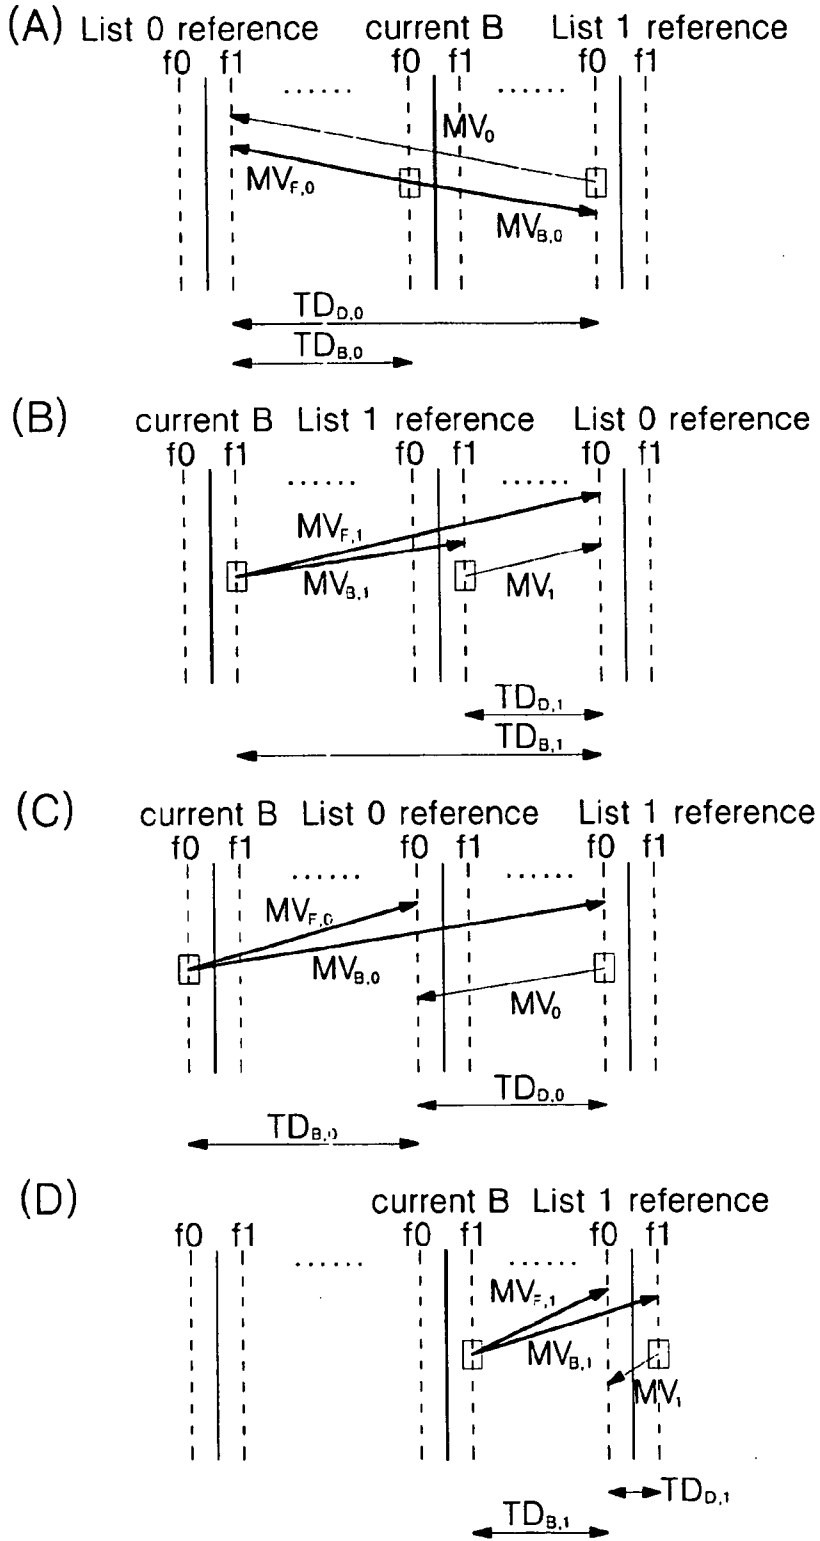 (A) List 0 reference current B List 1 reference
f0 f1 ...... f0 f1 ...... f0 f1
MV0
MVF,0
MVB,0
TDD,0
TDB,0
(B) current B List 1 reference List 0 reference
f0 f1 ...... f0 f1 ...... f0 f1
MVF,1
MVB,1 MV1
TDD,1
TDB,1
(C) current B List 0 reference List 1 reference
f0 f1 ...... f0 f1 ...... f0 f1
MVF,0
MVB,0
MV0
TDD,0
TDB,0
(D) current B List 1 reference
f0 f1 ...... f0 f1 ...... f0 f1
MVF,1
MVB,1
MV1
TDD,1
TDB,1